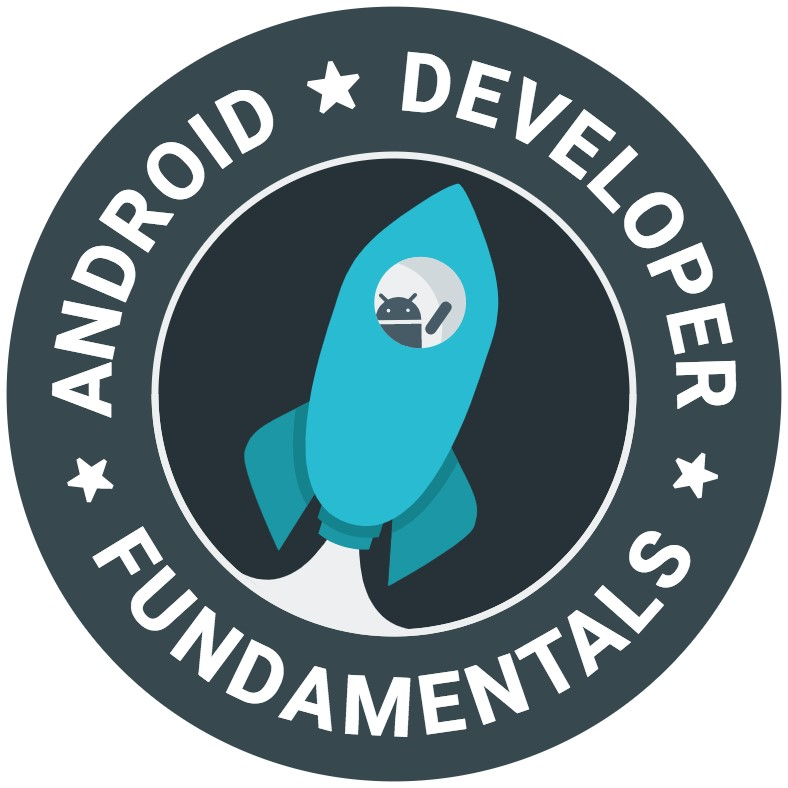 ANDROID ★ DEVELOPER
★ FUNDAMENTALS ★